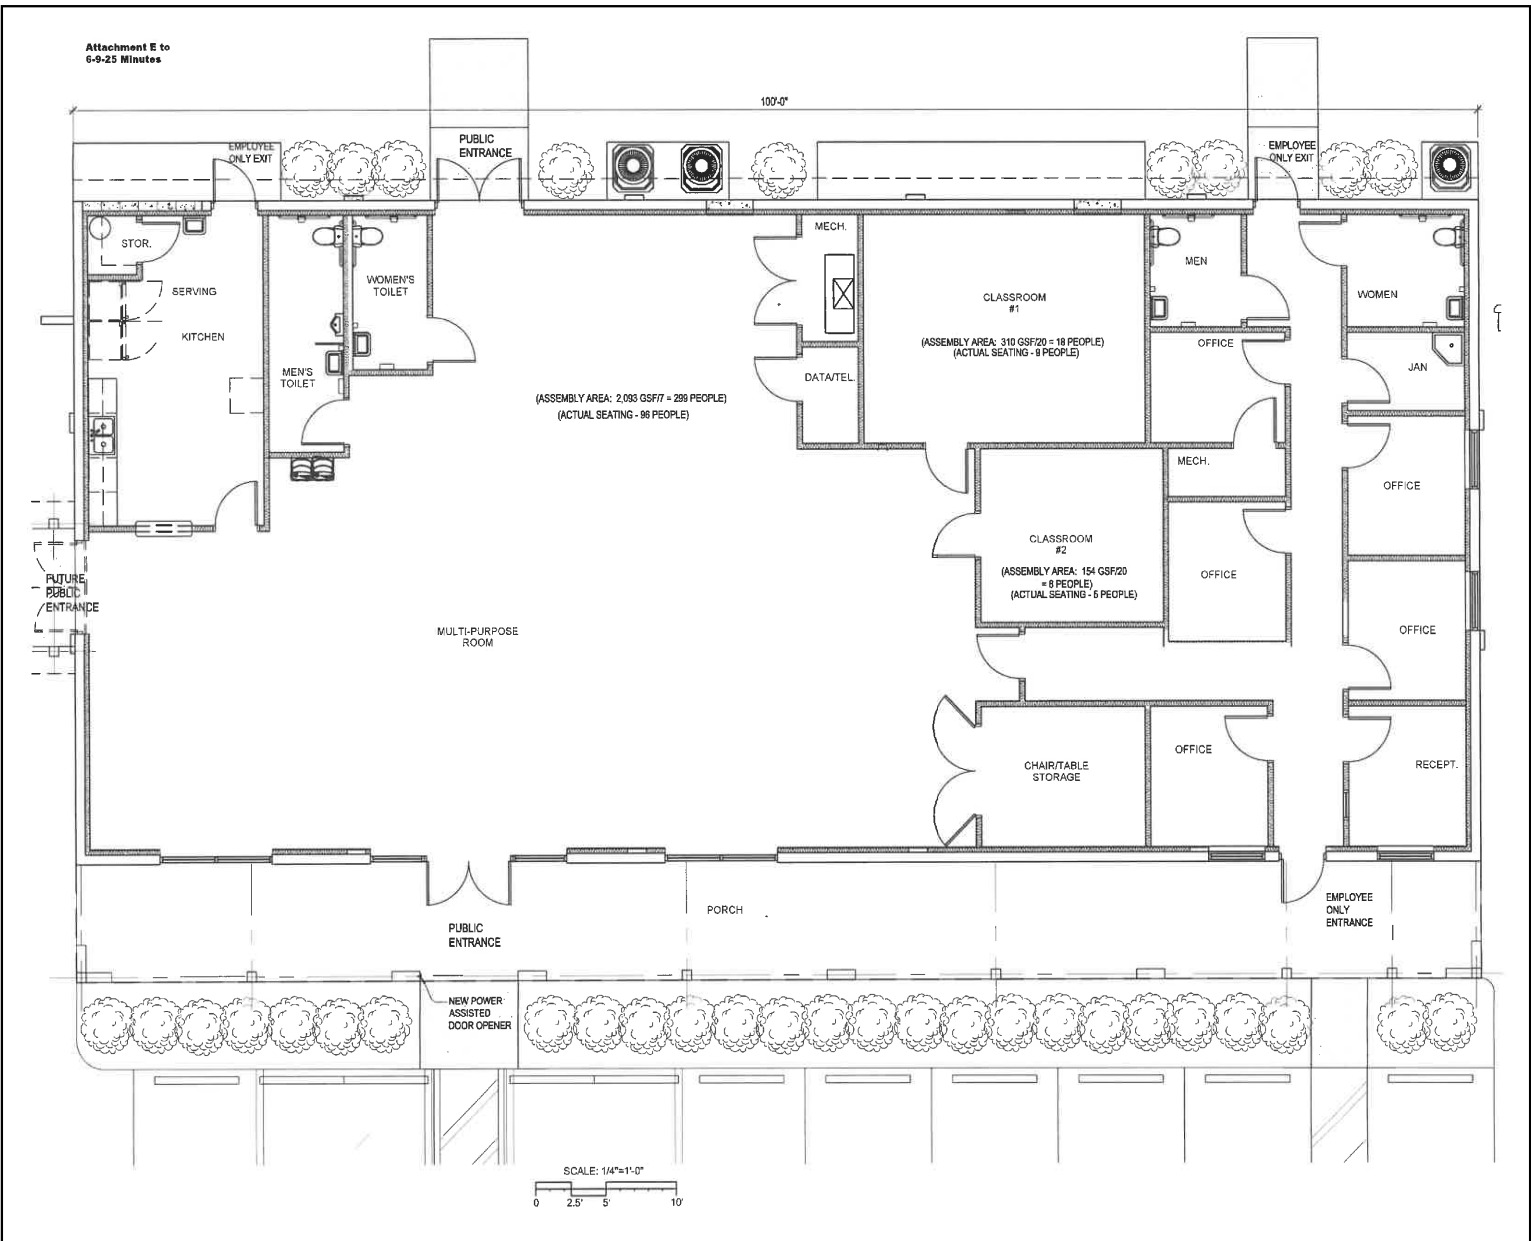 Attachment E to
6-9-25 Minutes
100'-0"
EMPLOYEE
ONLY EXIT
PUBLIC
ENTRANCE
EMPLOYEE
ONLY EXIT
STOR.
SERVING
KITCHEN
WOMEN'S
TOILET
MEN'S
TOILET
MECH.
DATA/TEL.
CLASSROOM
#1
(ASSEMBLY AREA: 310 GSF/20 = 18 PEOPLE)
(ACTUAL SEATING - 9 PEOPLE)
MEN
WOMEN
OFFICE
JAN
(ASSEMBLY AREA: 2,093 GSF/7 = 299 PEOPLE)
(ACTUAL SEATING - 96 PEOPLE)
MECH.
OFFICE
CLASSROOM
#2
(ASSEMBLY AREA: 154 GSF/20
= 8 PEOPLE)
(ACTUAL SEATING - 5 PEOPLE)
OFFICE
FUTURE
PUBLIC
ENTRANCE
MULTI-PURPOSE
ROOM
OFFICE
CHAIR/TABLE
STORAGE
OFFICE
RECEPT.
PORCH
PUBLIC
ENTRANCE
EMPLOYEE
ONLY
ENTRANCE
NEW POWER
ASSISTED
DOOR OPENER
SCALE: 1/4"=1'-0"
0 2.5' 5' 10'